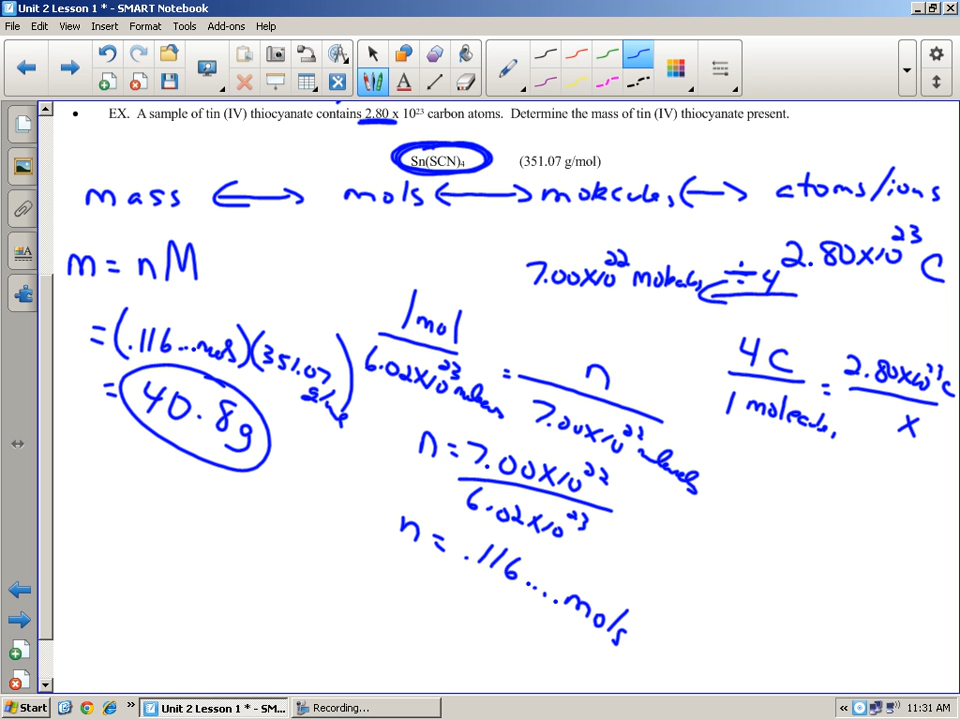 Unit 2 Lesson 1 * - SMART Notebook
File Edit View Insert Format Tools Add-ons Help
• EX. A sample of tin (IV) thiocyanate contains 2.80 x 10²³ carbon atoms. Determine the mass of tin (IV) thiocyanate present.
Sn(SCN)₄ (351.07 g/mol)
mass ⟷ mols ⟷ molecules ⟷ atoms/ions
m = nM
7.00x10²² molecules ÷ 4 2.80x10²³ C
= (.116...mols)(351.07 g/mol)
= 40.8g
1 mol / 6.02x10²³ = n / 7.00x10²²
4C / 1 molecule = 2.80x10²³ C / x
n = 7.00x10²² / 6.02x10²³
n = .116.... mols
Start » Unit 2 Lesson 1 * - SM... Recording... « 11:31 AM